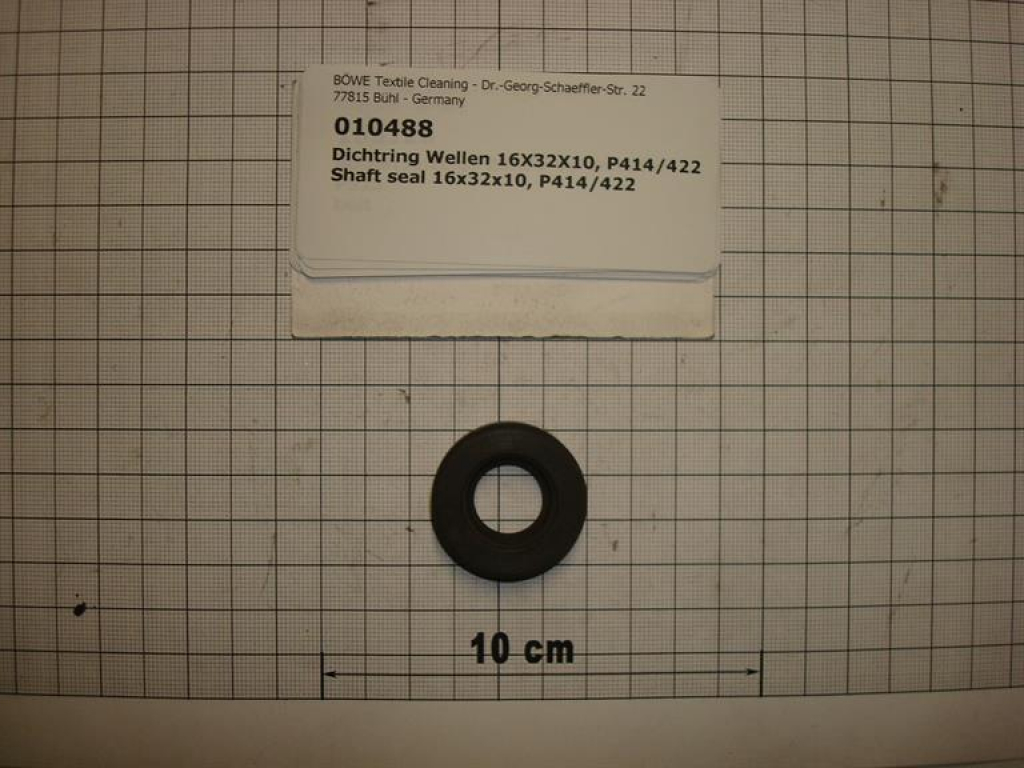 BÖWE Textile Cleaning - Dr.-Georg-Schaeffler-Str. 22
77815 Bühl - Germany
010488
Dichtring Wellen 16X32X10, P414/422
Shaft seal 16x32x10, P414/422
10 cm